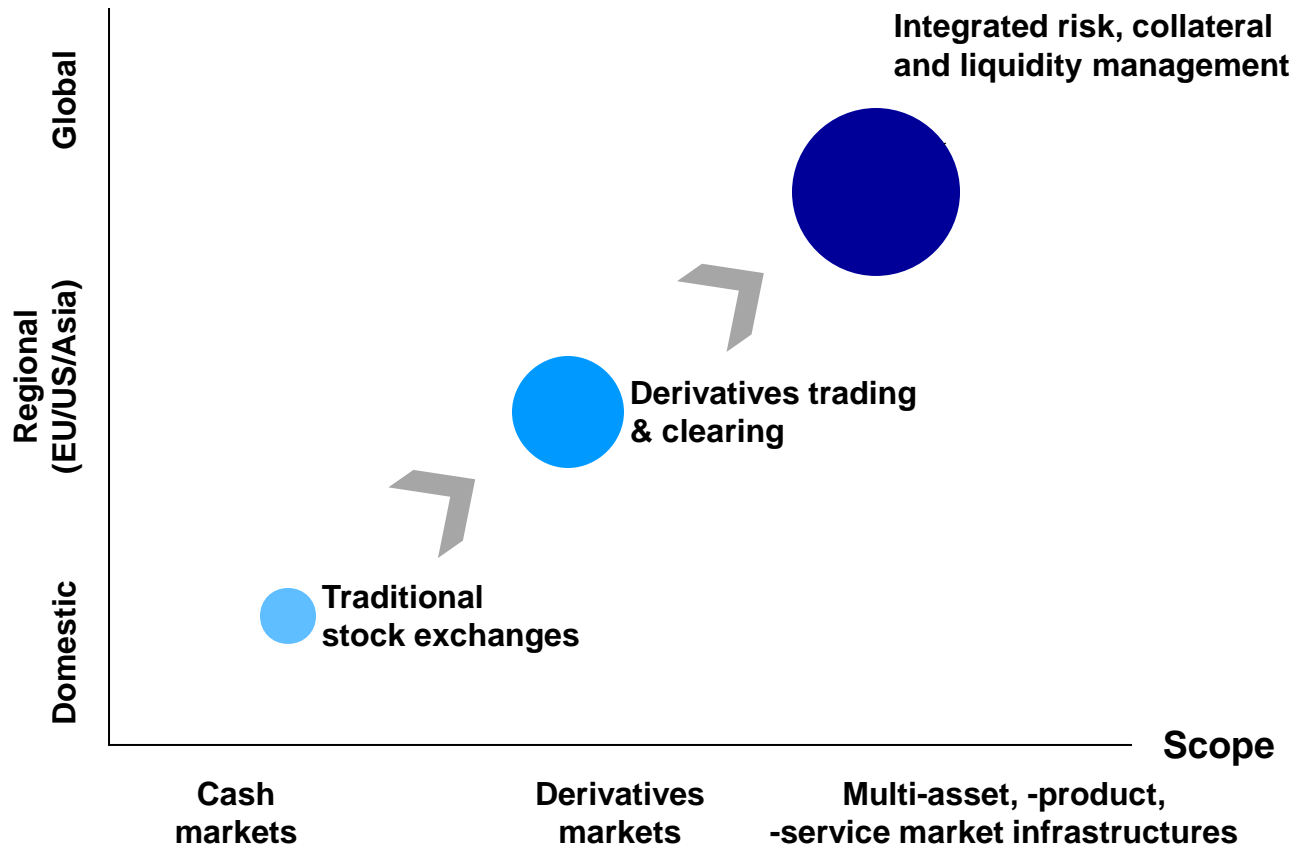 Integrated risk, collateral
and liquidity management
Global
Regional
(EU/US/Asia)
Derivatives trading
& clearing
Domestic
Traditional
stock exchanges
Scope
Cash
markets
Derivatives
markets
Multi-asset, -product,
-service market infrastructures